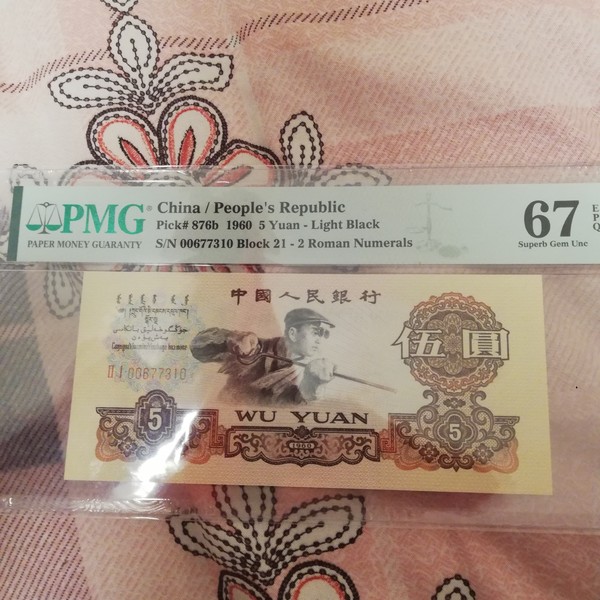 PMG
PAPER MONEY GUARANTY
China / People's Republic
Pick# 876b 1960 5 Yuan - Light Black
S/N 00677310 Block 21 - 2 Roman Numerals
67
Superb Gem Unc
E
P
Q
中國人民銀行
伍圓
II I 00677310
5
WU YUAN
1960
5